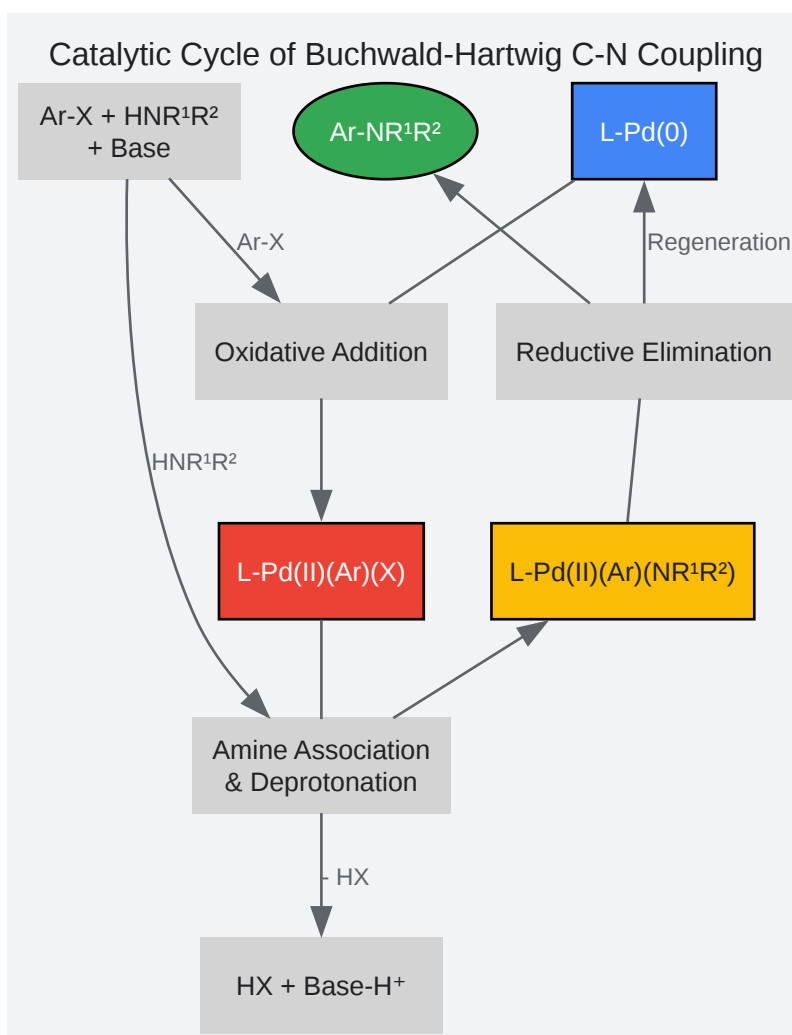 Catalytic Cycle of Buchwald-Hartwig C-N Coupling
Ar-X + HNR¹R²
+ Base
Ar-NR¹R²
L-Pd(0)
Ar-X
Regeneration
Oxidative Addition
Reductive Elimination
HNR¹R²
L-Pd(II)(Ar)(X)
L-Pd(II)(Ar)(NR¹R²)
Amine Association
& Deprotonation
- HX
HX + Base-H⁺